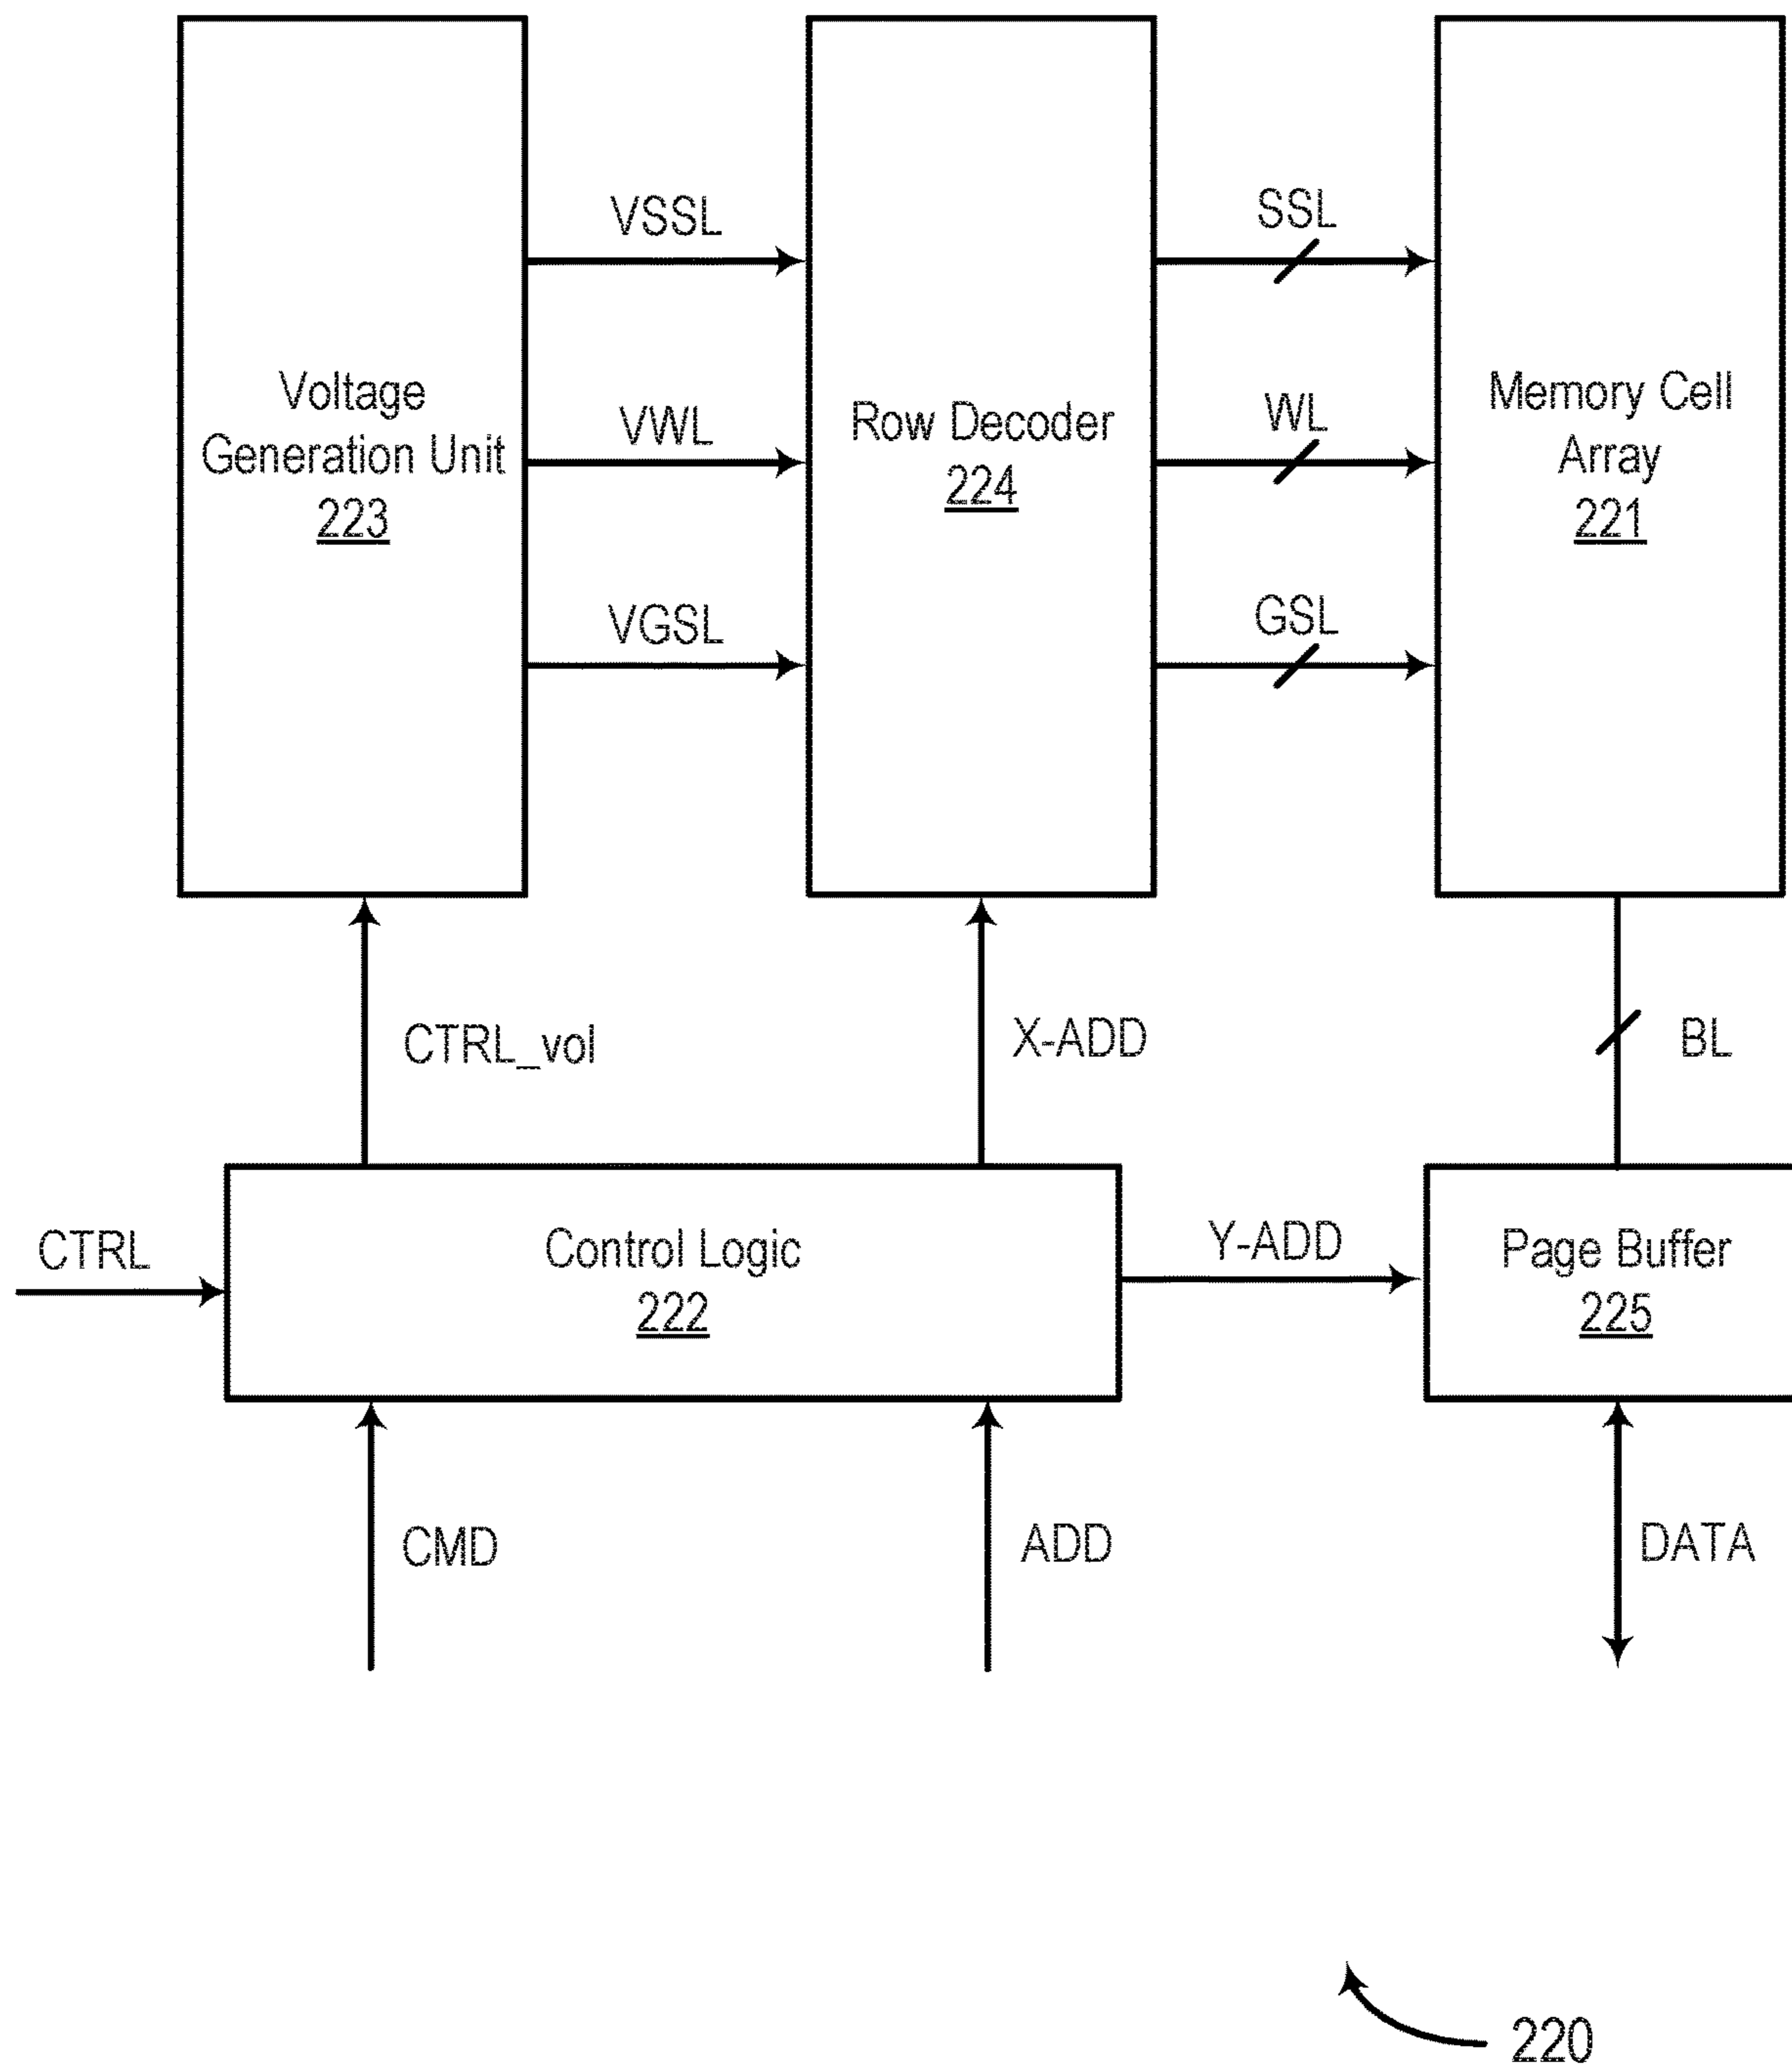 VSSL
SSL
Voltage
Generation Unit
223
VWL
Row Decoder
224
WL
Memory Cell
Array
221
VGSL
GSL
CTRL_vol
X-ADD
BL
CTRL
Control Logic
222
Y-ADD
Page Buffer
225
CMD
ADD
DATA
220